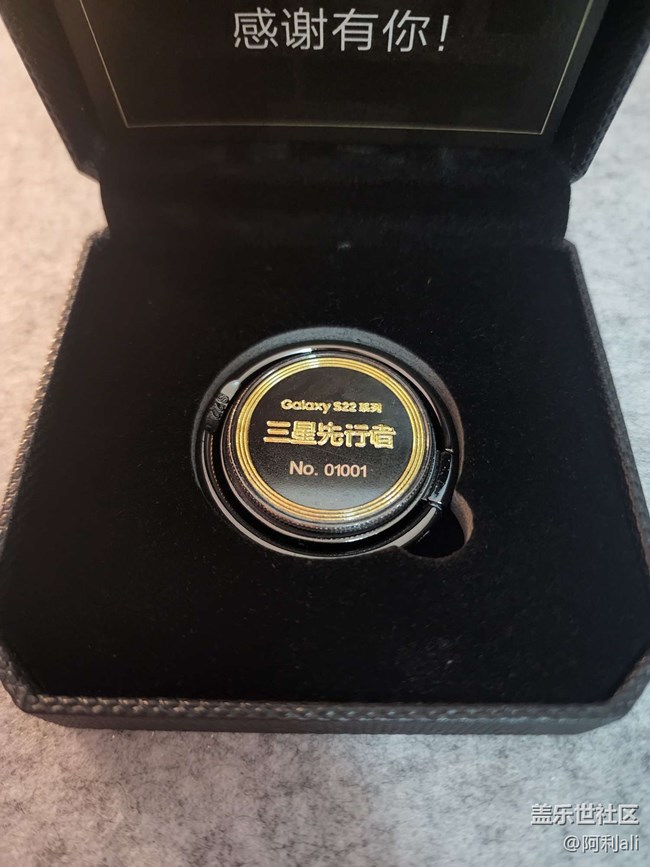 感谢有你！
Galaxy S22 系列
三星先行者
No. 01001
盖乐世社区
@阿利ali